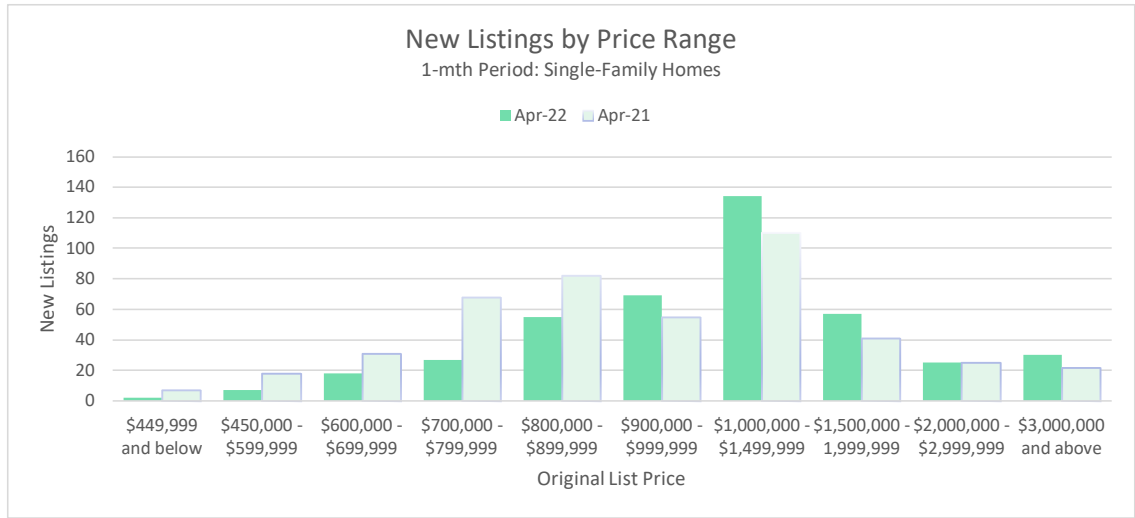 New Listings by Price Range
1-mth Period: Single-Family Homes
Apr-22 Apr-21
160
140
120
100
80
60
40
20
0
New Listings
$449,999 $450,000 - $600,000 - $700,000 - $800,000 - $900,000 - $1,000,000 - $1,500,000 - $2,000,000 - $3,000,000
and below $599,999 $699,999 $799,999 $899,999 $999,999 $1,499,999 1,999,999 $2,999,999 and above
Original List Price